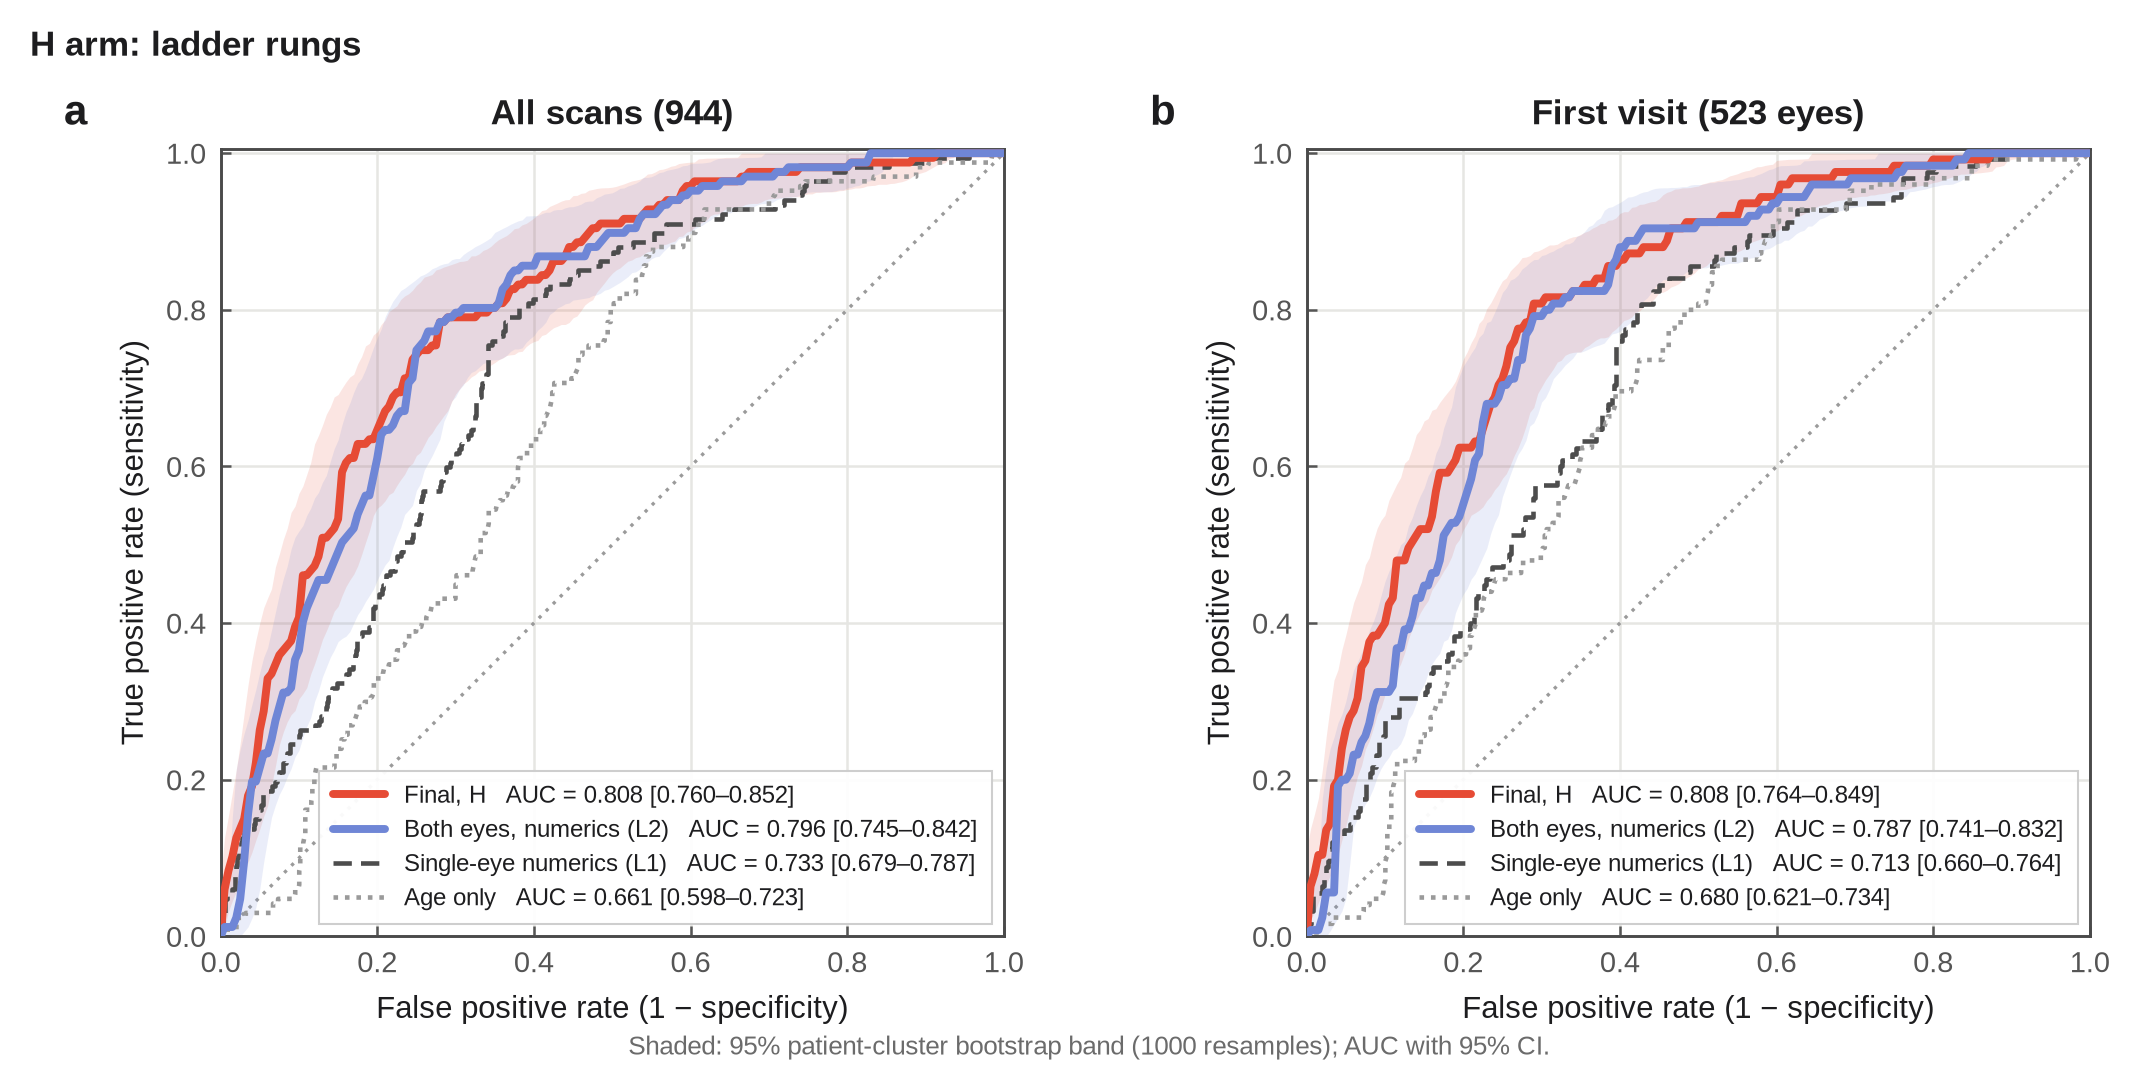 H arm: ladder rungs
a
All scans (944)
True positive rate (sensitivity)
1.0
0.8
0.6
0.4
0.2
0.0
Final, H AUC = 0.808 [0.760–0.852]
Both eyes, numerics (L2) AUC = 0.796 [0.745–0.842]
Single-eye numerics (L1) AUC = 0.733 [0.679–0.787]
Age only AUC = 0.661 [0.598–0.723]
0.0 0.2 0.4 0.6 0.8 1.0
False positive rate (1 − specificity)
b
First visit (523 eyes)
True positive rate (sensitivity)
1.0
0.8
0.6
0.4
0.2
0.0
Final, H AUC = 0.808 [0.764–0.849]
Both eyes, numerics (L2) AUC = 0.787 [0.741–0.832]
Single-eye numerics (L1) AUC = 0.713 [0.660–0.764]
Age only AUC = 0.680 [0.621–0.734]
0.0 0.2 0.4 0.6 0.8 1.0
False positive rate (1 − specificity)
Shaded: 95% patient-cluster bootstrap band (1000 resamples); AUC with 95% CI.